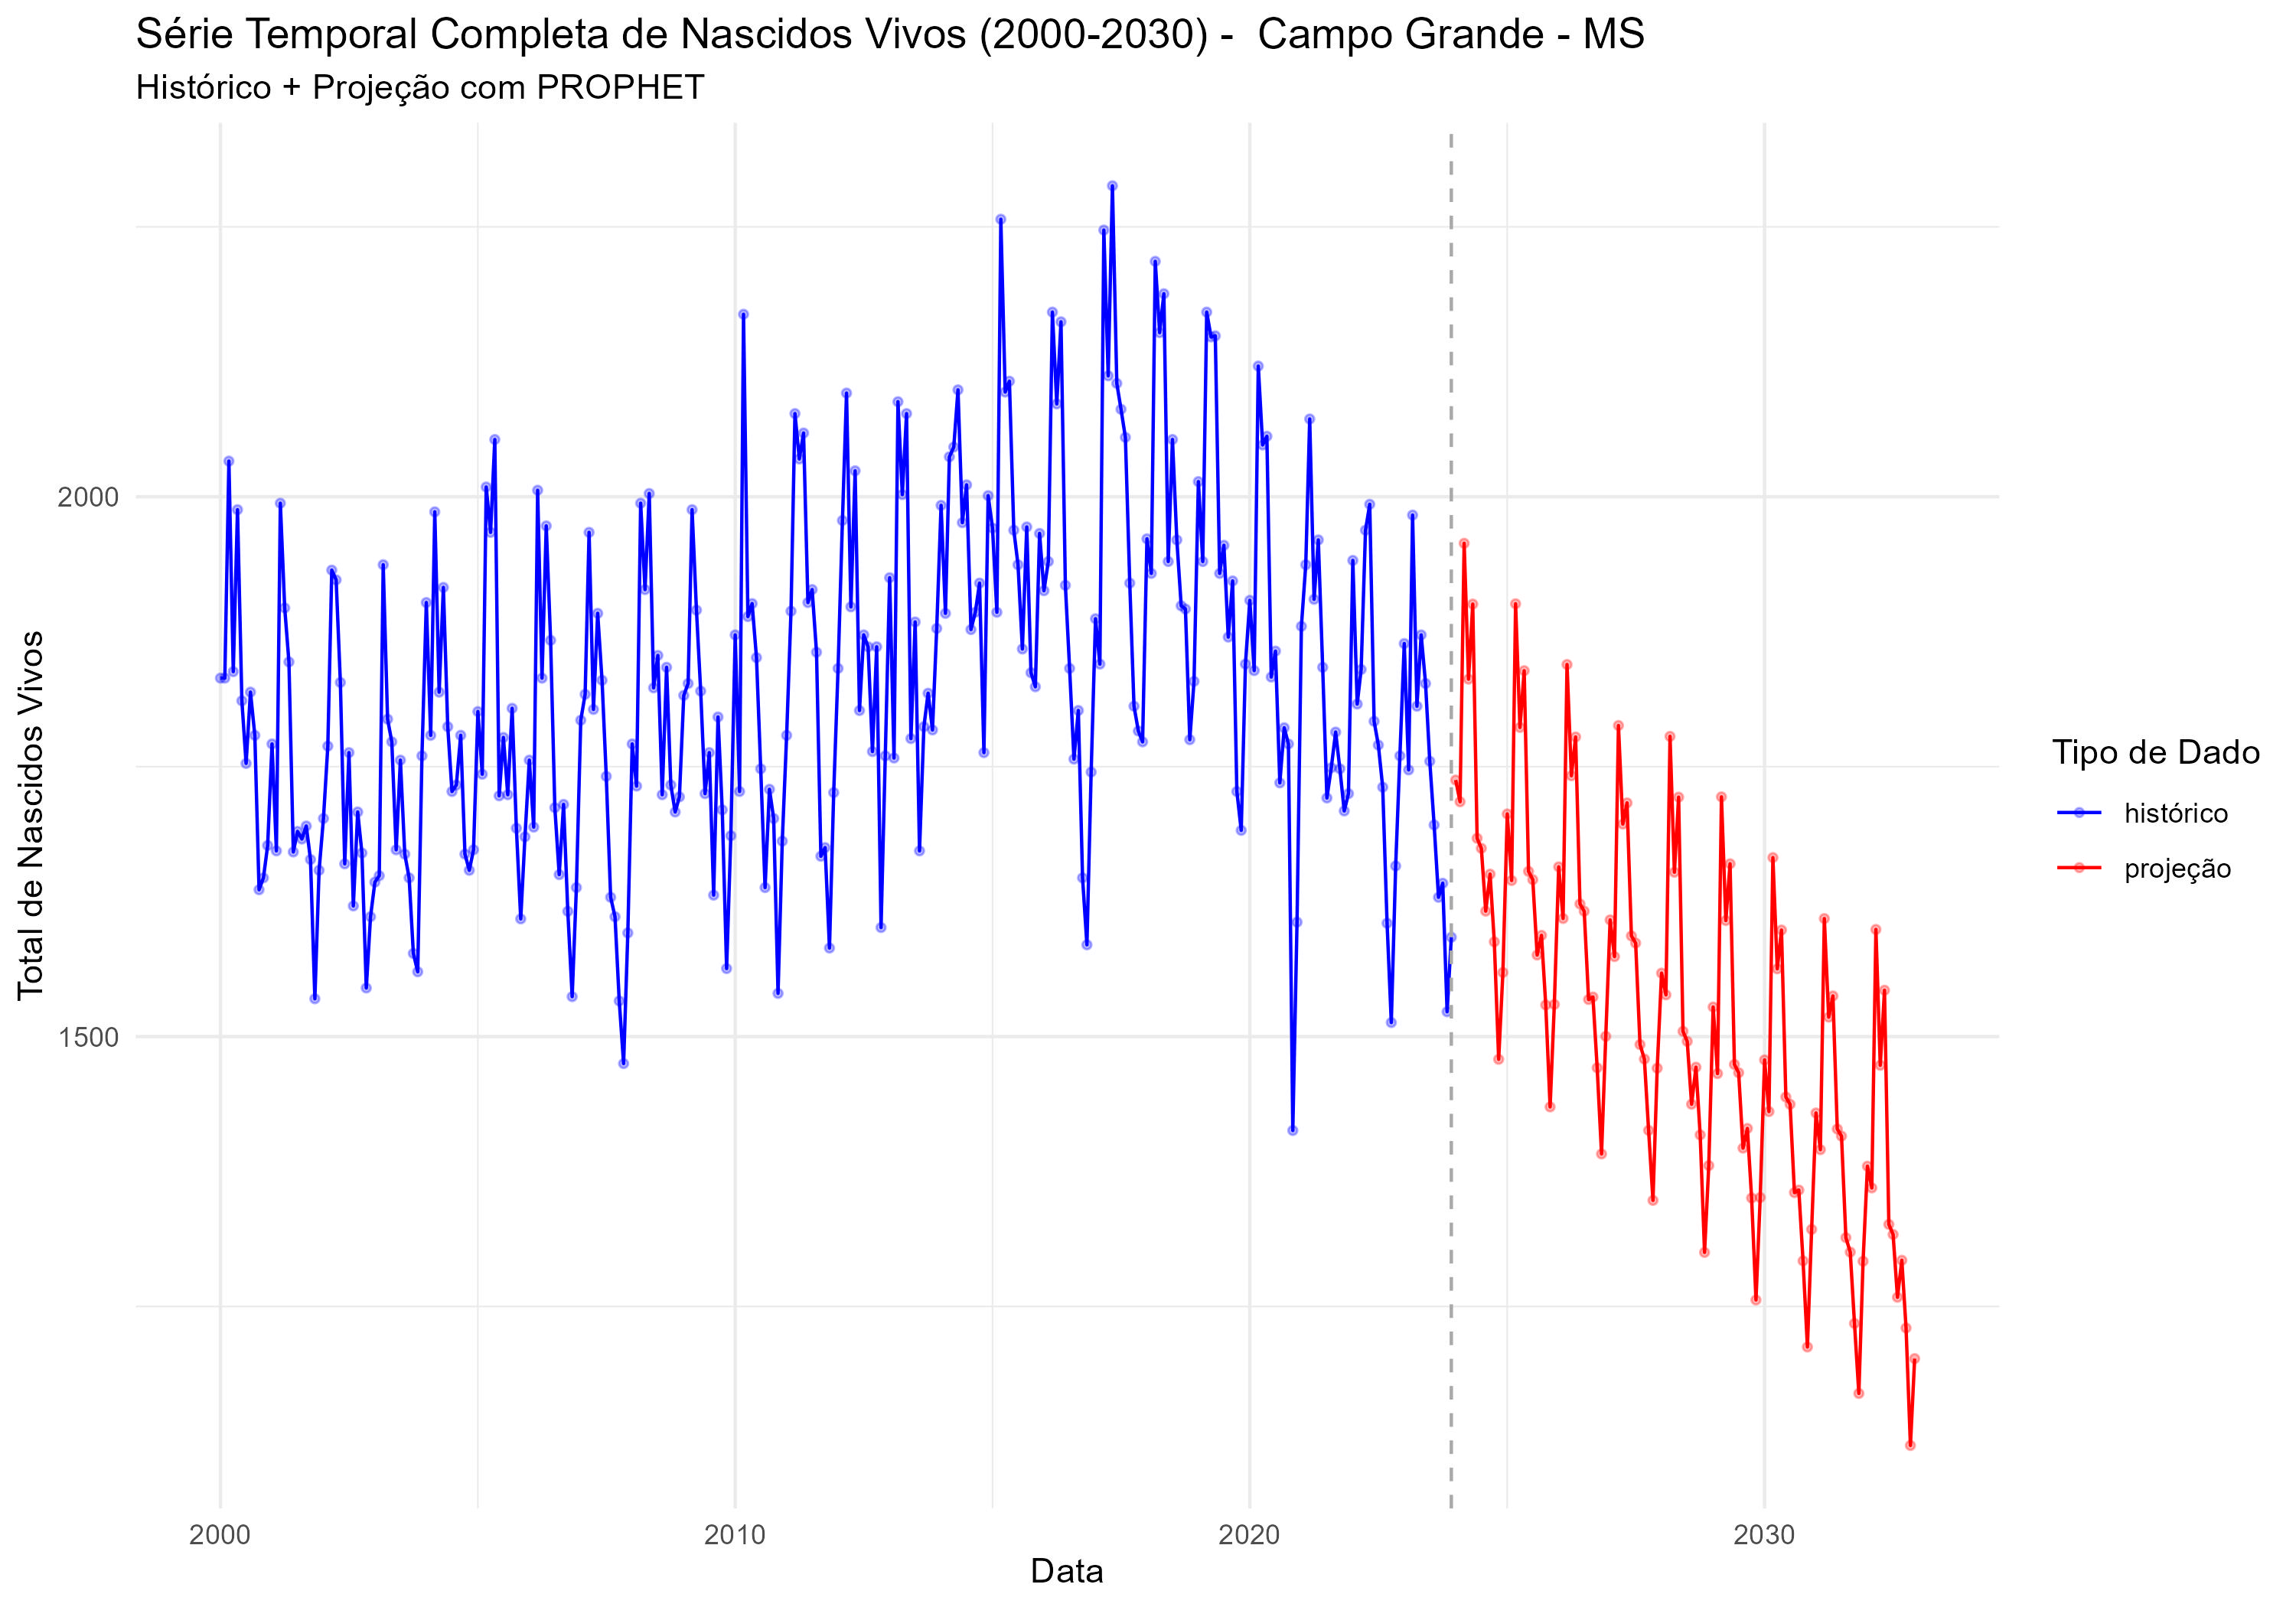 Série Temporal Completa de Nascidos Vivos (2000-2030) -  Campo Grande - MS
Histórico + Projeção com PROPHET
Total de Nascidos Vivos
2000
1500
2000
2010
2020
2030
Data
Tipo de Dado
histórico
projeção